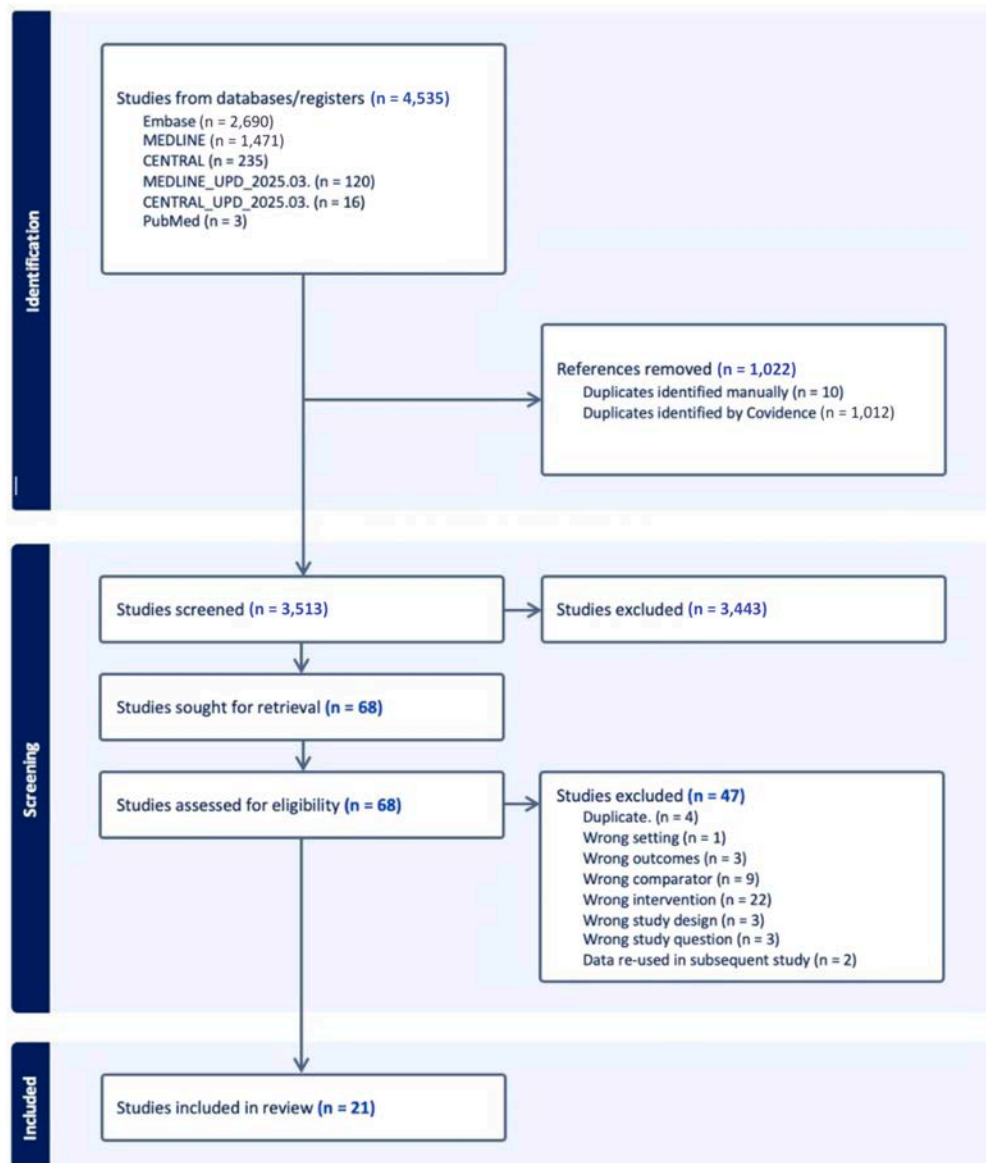 Identification
Studies from databases/registers (n = 4,535)
Embase (n = 2,690)
MEDLINE (n = 1,471)
CENTRAL (n = 235)
MEDLINE_UPD_2025.03. (n = 120)
CENTRAL_UPD_2025.03. (n = 16)
PubMed (n = 3)
References removed (n = 1,022)
Duplicates identified manually (n = 10)
Duplicates identified by Covidence (n = 1,012)
Screening
Studies screened (n = 3,513)
Studies excluded (n = 3,443)
Studies sought for retrieval (n = 68)
Studies assessed for eligibility (n = 68)
Studies excluded (n = 47)
Duplicate. (n = 4)
Wrong setting (n = 1)
Wrong outcomes (n = 3)
Wrong comparator (n = 9)
Wrong intervention (n = 22)
Wrong study design (n = 3)
Wrong study question (n = 3)
Data re-used in subsequent study (n = 2)
Included
Studies included in review (n = 21)